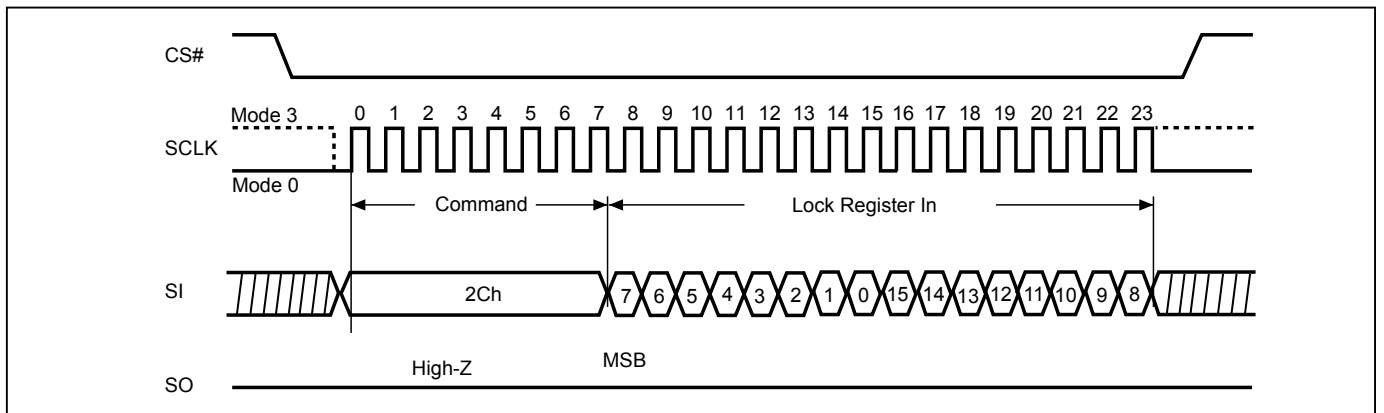 CS#
Mode 3
0 1 2 3 4 5 6 7 8 9 10 11 12 13 14 15 16 17 18 19 20 21 22 23
SCLK
Mode 0
Command
Lock Register In
SI
2Ch
7 6 5 4 3 2 1 0 15 14 13 12 11 10 9 8
High-Z
MSB
SO